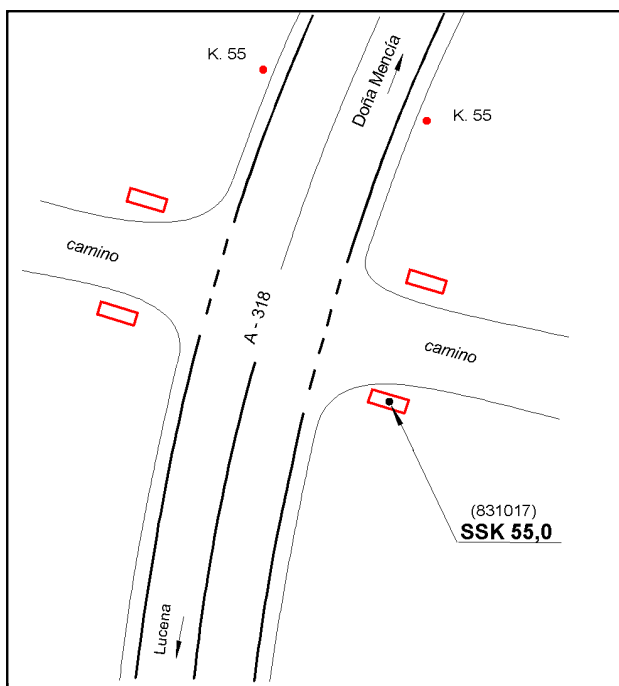 K. 55
Doña Mencía
K. 55
camino
A - 318
camino
(831017)
SSK 55,0
Lucena